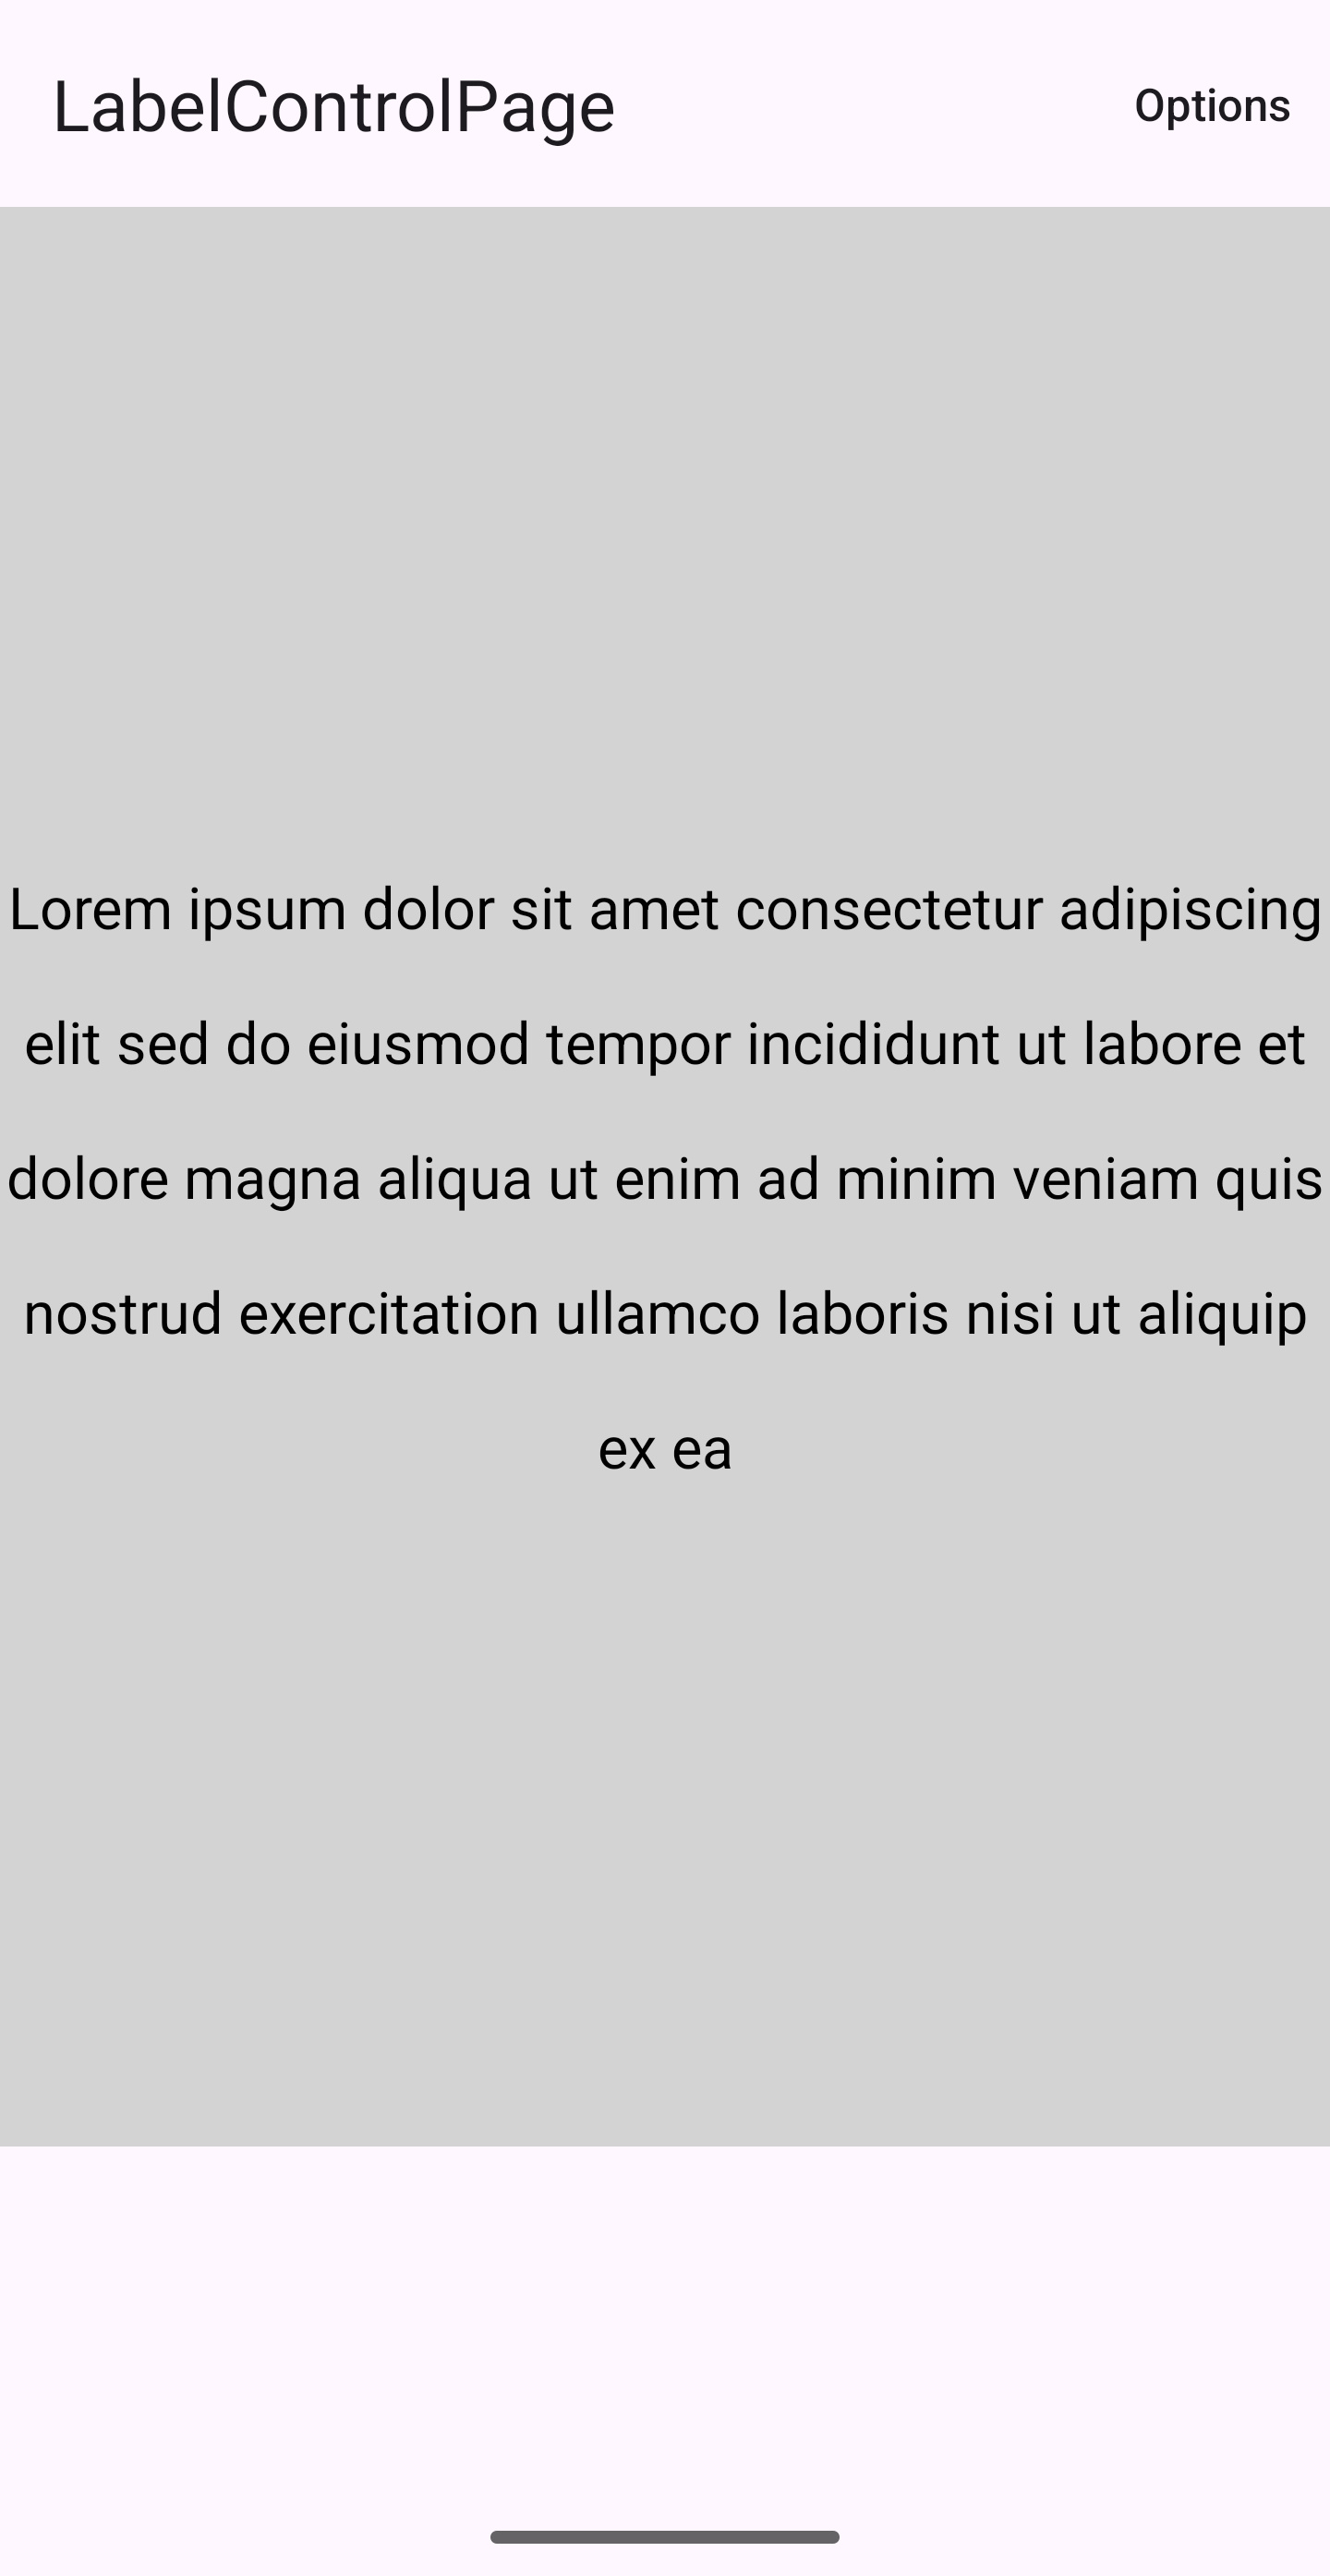 LabelControlPage
Options
Lorem ipsum dolor sit amet consectetur adipiscing
elit sed do eiusmod tempor incididunt ut labore et
dolore magna aliqua ut enim ad minim veniam quis
nostrud exercitation ullamco laboris nisi ut aliquip
ex ea